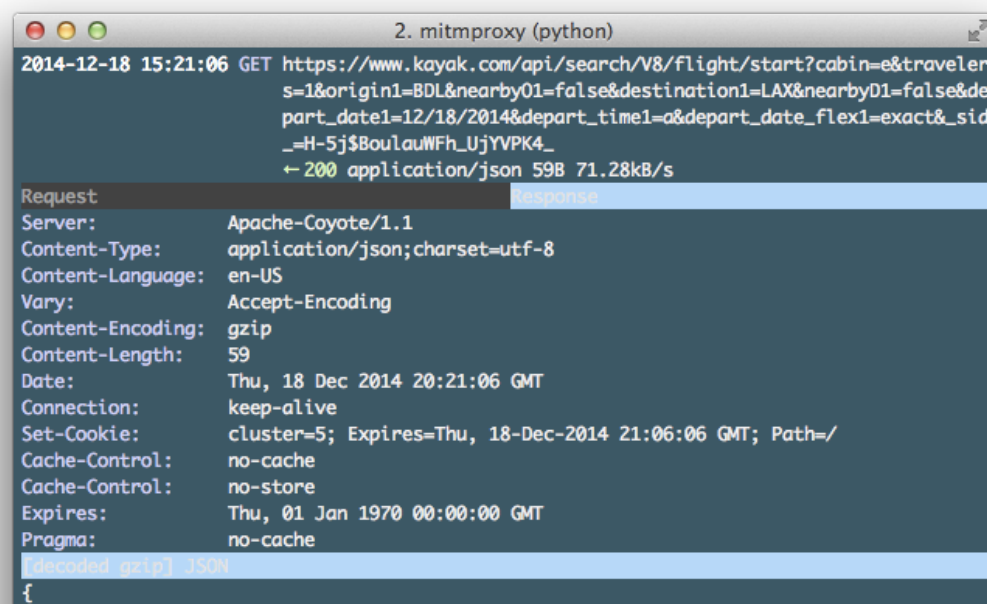 2. mitmproxy (python)
2014-12-18 15:21:06 GET https://www.kayak.com/api/search/V8/flight/start?cabin=e&traveler
s=1&origin1=BDL&nearbyO1=false&destination1=LAX&nearbyD1=false&de
part_date1=12/18/2014&depart_time1=a&depart_date_flex1=exact&_sid
_=H-5j$BoulauWFh_UjYVPK4_
←200 application/json 59B 71.28kB/s
Request Response
Server: Apache-Coyote/1.1
Content-Type: application/json;charset=utf-8
Content-Language: en-US
Vary: Accept-Encoding
Content-Encoding: gzip
Content-Length: 59
Date: Thu, 18 Dec 2014 20:21:06 GMT
Connection: keep-alive
Set-Cookie: cluster=5; Expires=Thu, 18-Dec-2014 21:06:06 GMT; Path=/
Cache-Control: no-cache
Cache-Control: no-store
Expires: Thu, 01 Jan 1970 00:00:00 GMT
Pragma: no-cache
[decoded gzip] JSON
{